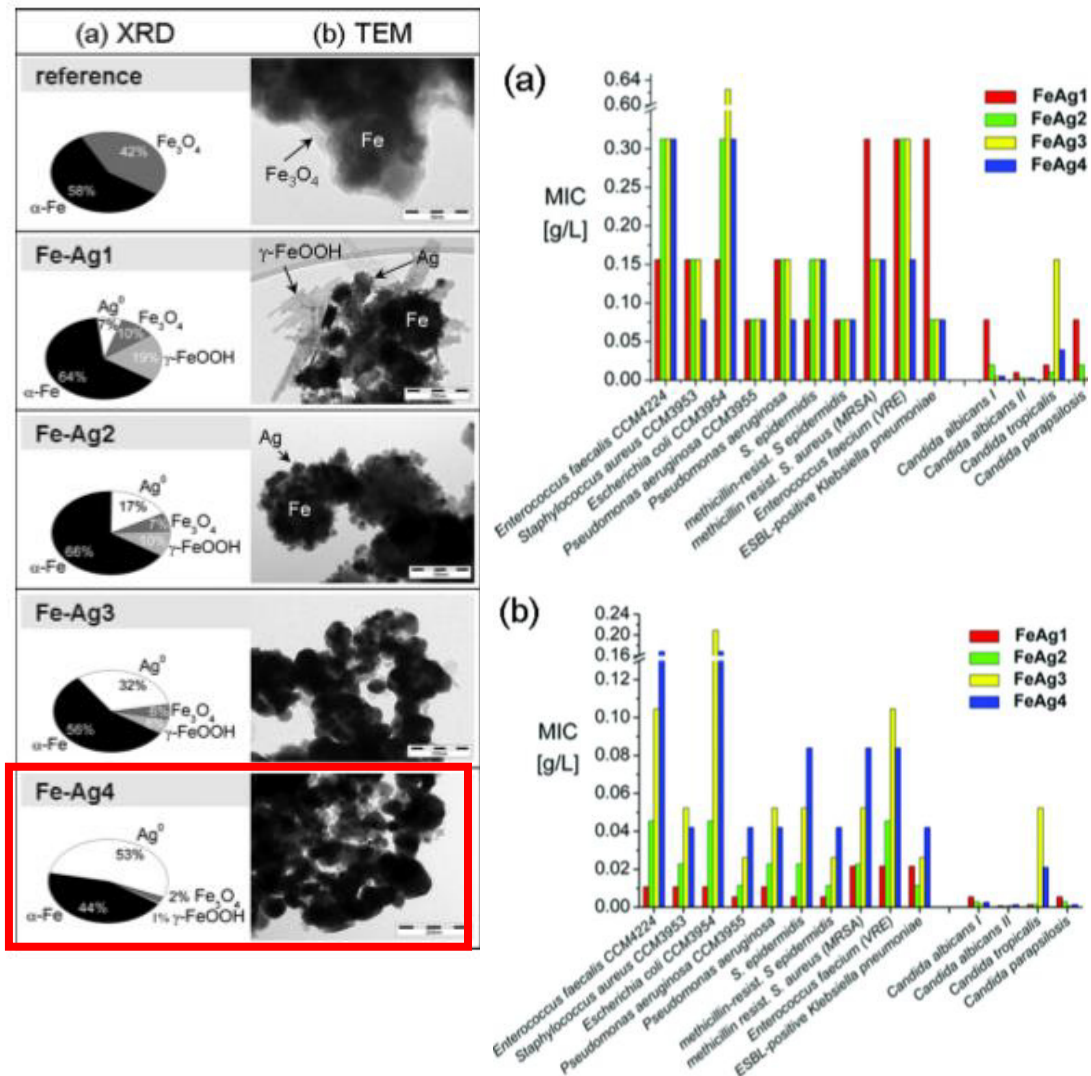 (a) XRD
(b) TEM
reference
Fe₃O₄
42%
58%
α-Fe
Fe
Fe₃O₄
Fe-Ag1
Ag⁰
7%
Fe₃O₄
10%
19%
γ-FeOOH
64%
α-Fe
γ-FeOOH
Ag
Fe
Fe-Ag2
Ag⁰
17%
7%
Fe₃O₄
10%
γ-FeOOH
66%
α-Fe
Ag
Fe
Fe-Ag3
Ag⁰
32%
Fe₃O₄
γ-FeOOH
56%
α-Fe
Fe-Ag4
Ag⁰
53%
2% Fe₃O₄
1% γ-FeOOH
44%
α-Fe
(a)
MIC
[g/L]
0.64
0.60
0.30
0.25
0.20
0.15
0.10
0.05
0.00
FeAg1
FeAg2
FeAg3
FeAg4
Enterococcus faecalis CCM4224
Staphylococcus aureus CCM3953
Escherichia coli CCM3954
Pseudomonas aeruginosa CCM3955
Pseudomonas aeruginosa
S. epidermidis
methicillin-resist. S epidermidis
methicillin resist. S. aureus (MRSA)
Enterococcus faecium (VRE)
ESBL-positive Klebsiella pneumoniae
Candida albicans I
Candida albicans II
Candida tropicalis
Candida parapsilosis
(b)
MIC
[g/L]
0.24
0.20
0.16
0.12
0.10
0.08
0.06
0.04
0.02
0.00
FeAg1
FeAg2
FeAg3
FeAg4
Enterococcus faecalis CCM4224
Staphylococcus aureus CCM3953
Escherichia coli CCM3954
Pseudomonas aeruginosa CCM3955
Pseudomonas aeruginosa
S. epidermidis
methicillin-resist. S epidermidis
methicillin resist. S. aureus (MRSA)
Enterococcus faecium (VRE)
ESBL-positive Klebsiella pneumoniae
Candida albicans I
Candida albicans II
Candida tropicalis
Candida parapsilosis